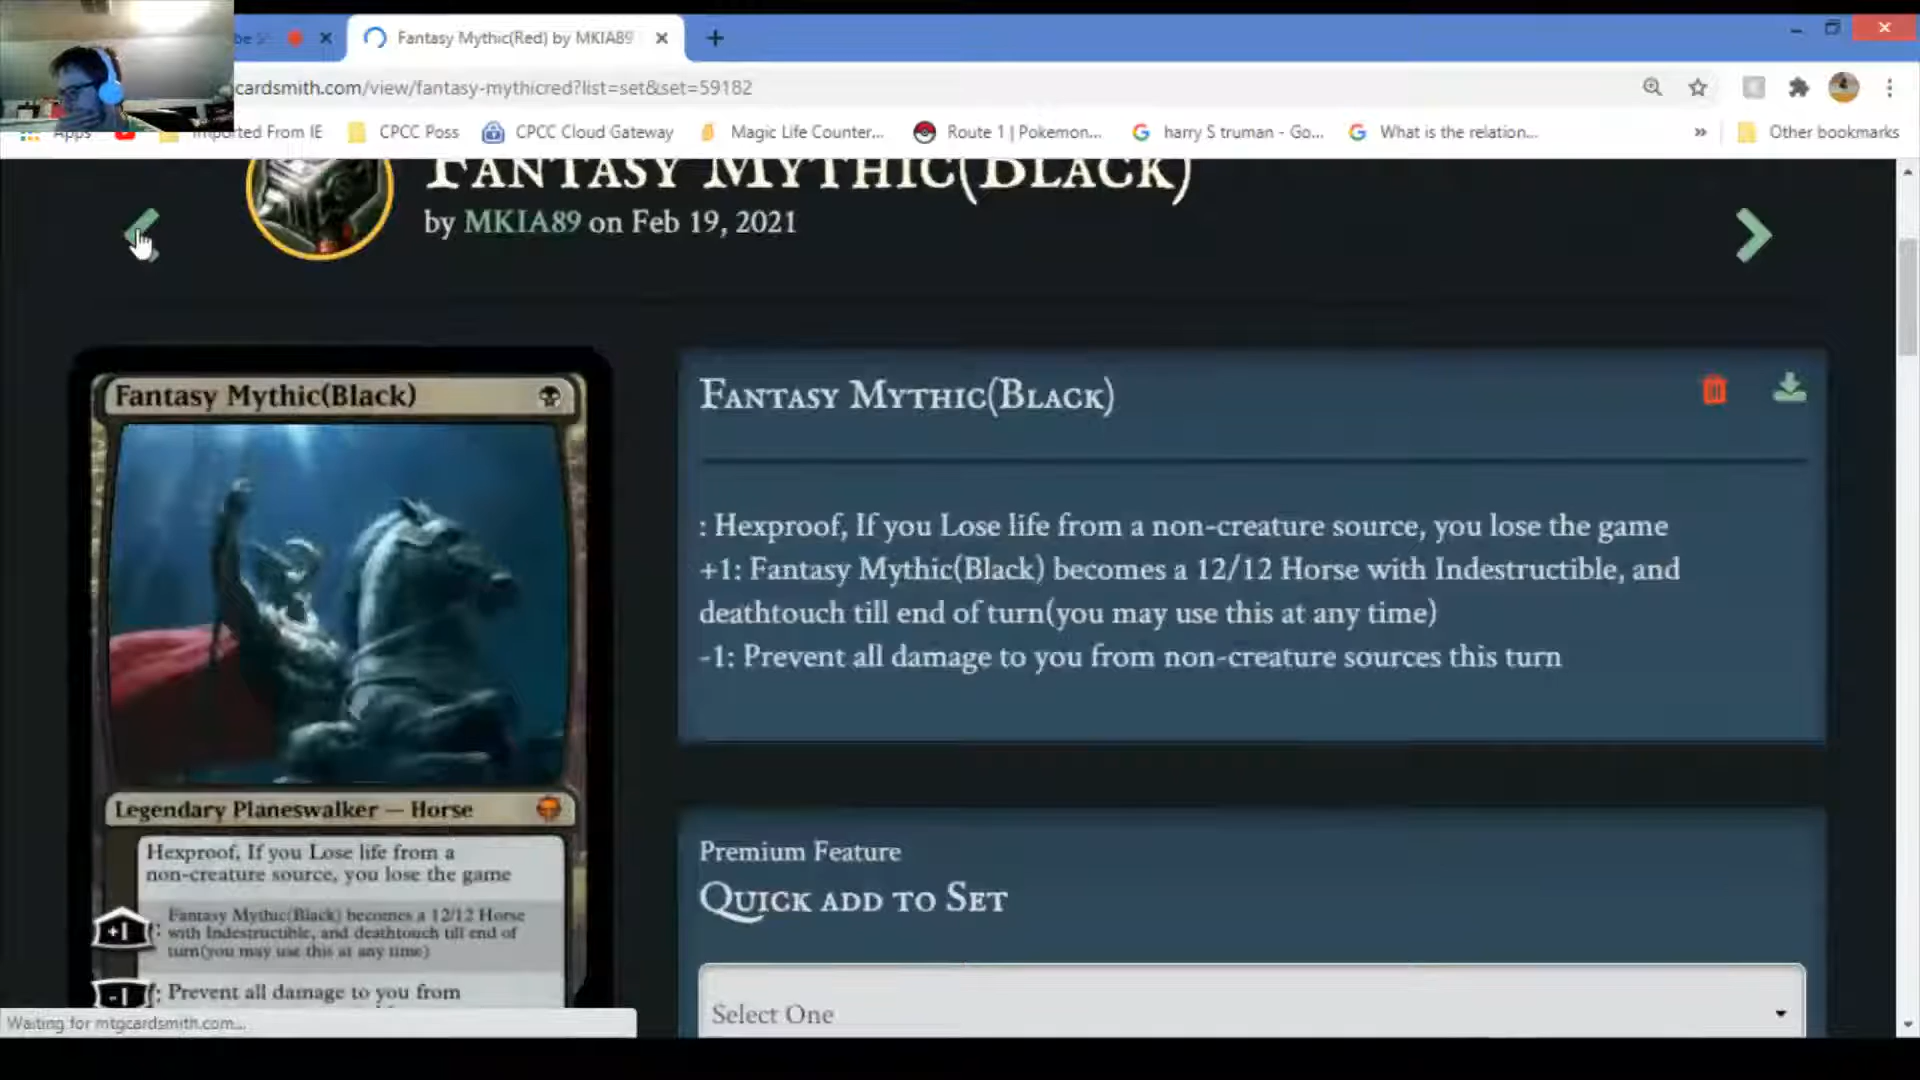 Fantasy Mythic(Red) by MKIA89
cardsmith.com/view/fantasy-mythicred?list=set&set=59182
Apps
Imported From IE
CPCC Poss
CPCC Cloud Gateway
Magic Life Counter...
Route 1 | Pokemon...
harry S truman - Go...
What is the relation...
»
Other bookmarks
Fantasy Mythic(Black)
by MKIA89 on Feb 19, 2021
Fantasy Mythic(Black)
Legendary Planeswalker — Horse
Hexproof, If you Lose life from a
non-creature source, you lose the game
+1
: Fantasy Mythic(Black) becomes a 12/12 Horse
with Indestructible, and deathtouch till end of
turn(you may use this at any time)
-1
: Prevent all damage to you from
Fantasy Mythic(Black)
: Hexproof, If you Lose life from a non-creature source, you lose the game
+1: Fantasy Mythic(Black) becomes a 12/12 Horse with Indestructible, and
deathtouch till end of turn(you may use this at any time)
-1: Prevent all damage to you from non-creature sources this turn
Premium Feature
Quick add to Set
Select One
Waiting for mtgcardsmith.com...